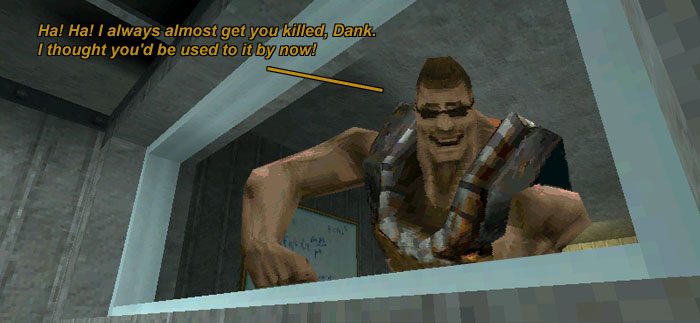 Ha! Ha! I always almost get you killed, Dank.
I thought you'd be used to it by now!